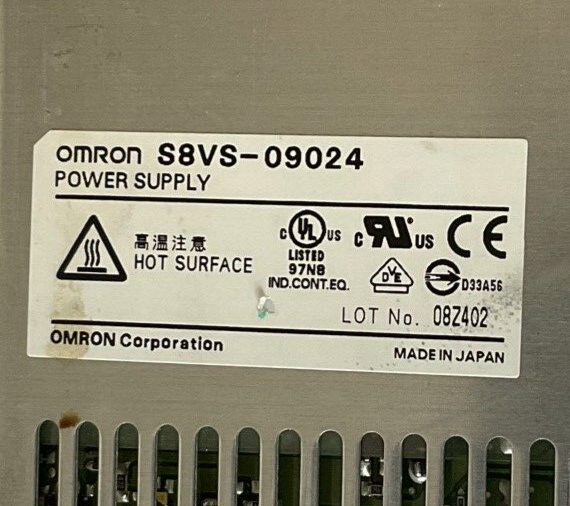 OMRON S8VS-09024
POWER SUPPLY
高温注意
HOT SURFACE
C UL US
LISTED
97N8
IND.CONT.EQ.
C RU US
CE
DVE
D33A56
LOT No. 08Z402
OMRON Corporation
MADE IN JAPAN